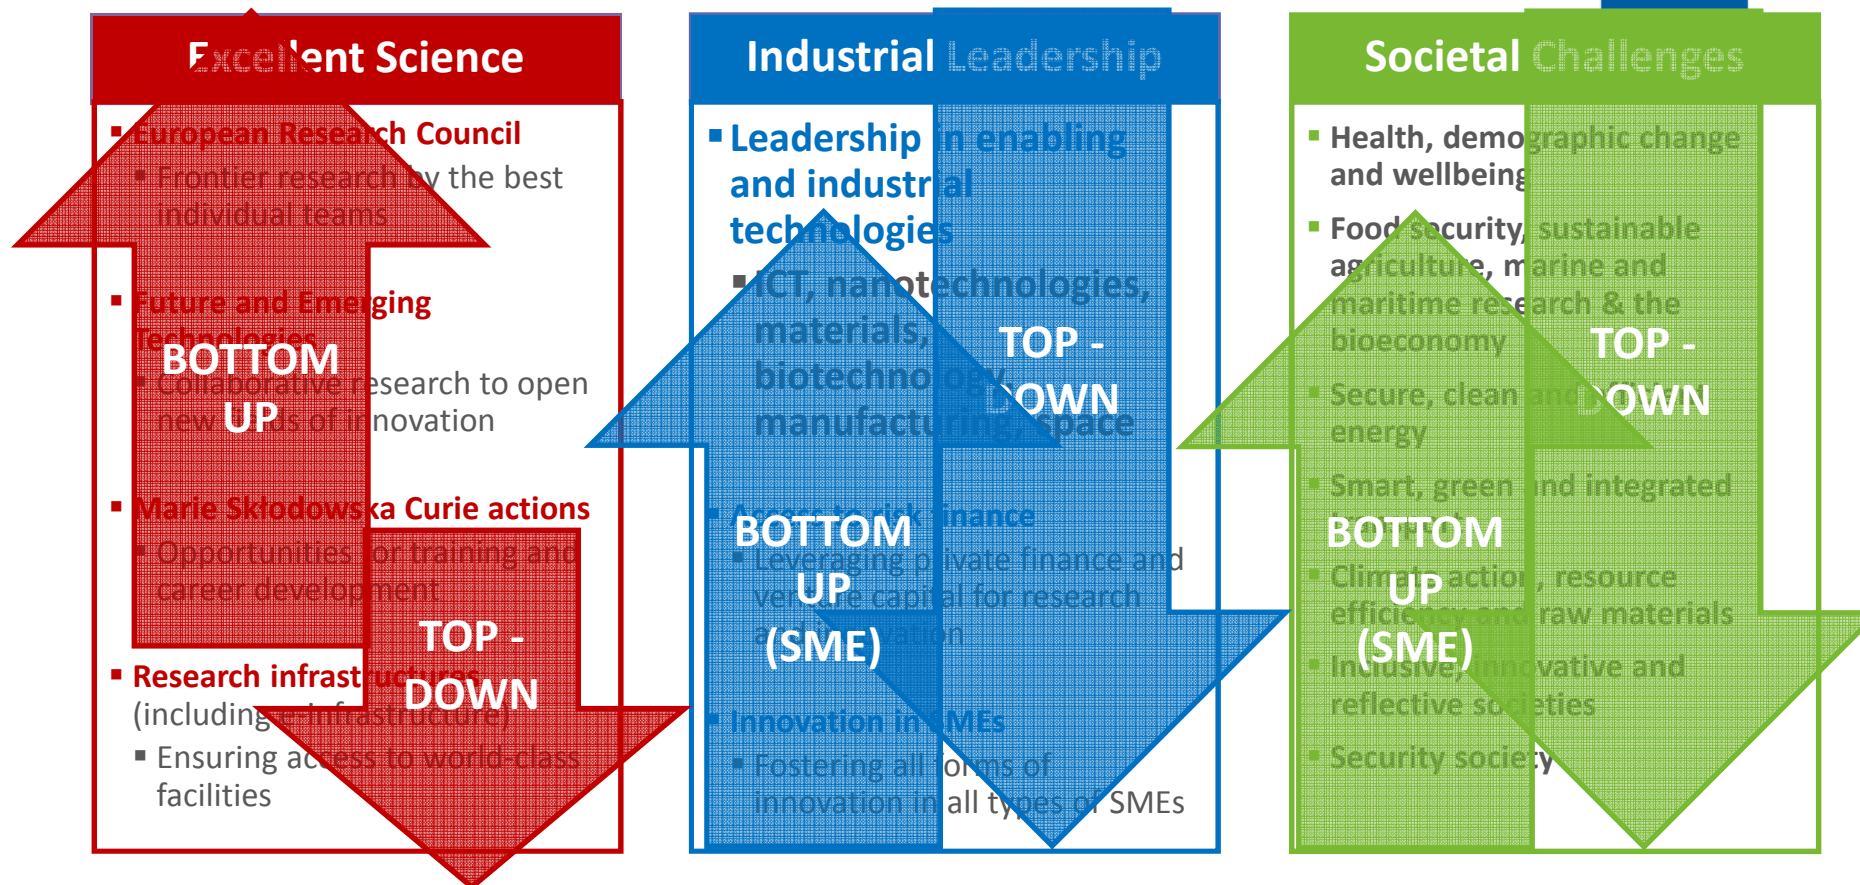 Excellent Science
▪ European Research Council
▪ Frontier research by the best
individual teams
▪ Future and Emerging
Technologies
▪ Collaborative research to open
new fields of innovation
▪ Marie Skłodowska Curie actions
▪ Opportunities for training and
career development
▪ Research infrastructures
(including e-infrastructure)
▪ Ensuring access to world-class
facilities
BOTTOM
UP
TOP -
DOWN
Industrial Leadership
▪ Leadership in enabling
and industrial
technologies
▪ ICT, nanotechnologies,
materials,
biotechnology,
manufacturing, space
▪ Access to risk finance
▪ Leveraging private finance and
venture capital for research
and innovation
▪ Innovation in SMEs
▪ Fostering all forms of
innovation in all types of SMEs
TOP -
DOWN
BOTTOM
UP
(SME)
Societal Challenges
▪ Health, demographic change
and wellbeing
▪ Food security, sustainable
agriculture, marine and
maritime research & the
bioeconomy
▪ Secure, clean and efficient
energy
▪ Smart, green and integrated
transport
▪ Climate action, resource
efficiency and raw materials
▪ Inclusive, innovative and
reflective societies
▪ Security society
TOP -
DOWN
BOTTOM
UP
(SME)